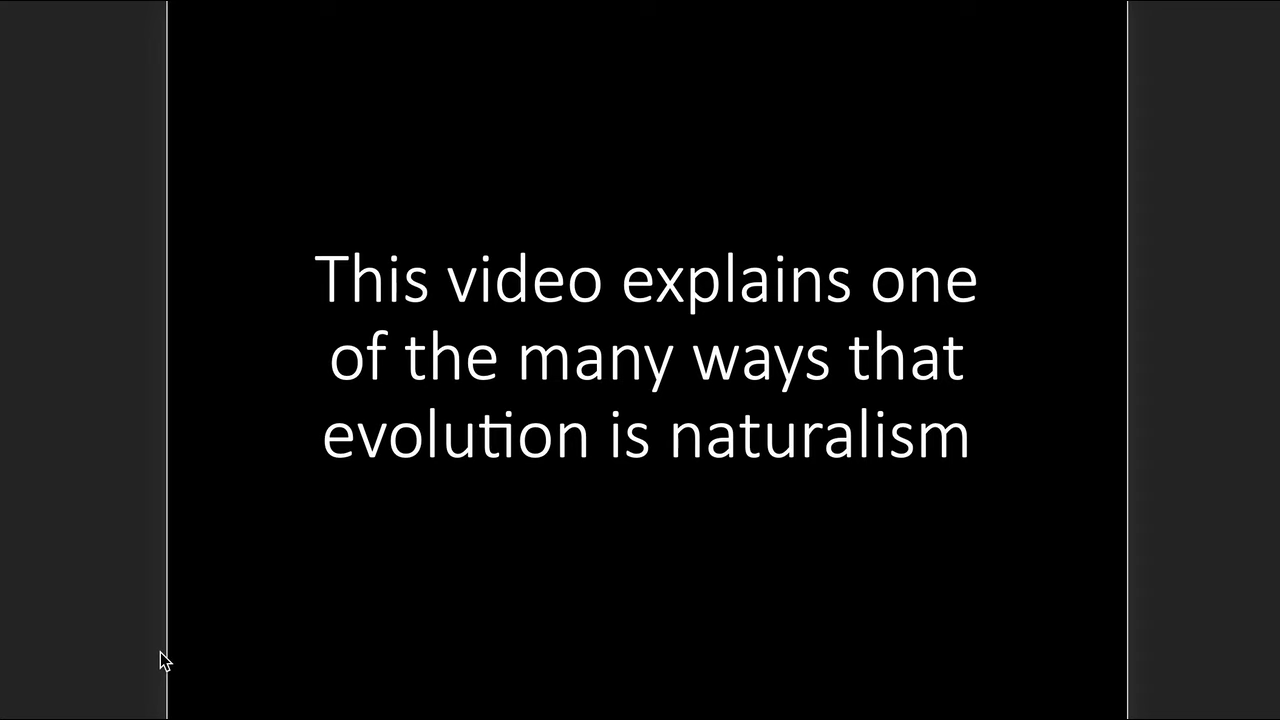 This video explains one
of the many ways that
evolution is naturalism